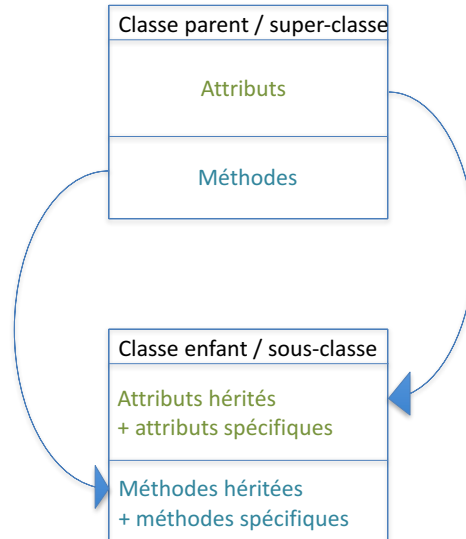 Classe parent / super-classe
Attributs
Méthodes
Classe enfant / sous-classe
Attributs hérités
+ attributs spécifiques
Méthodes héritées
+ méthodes spécifiques